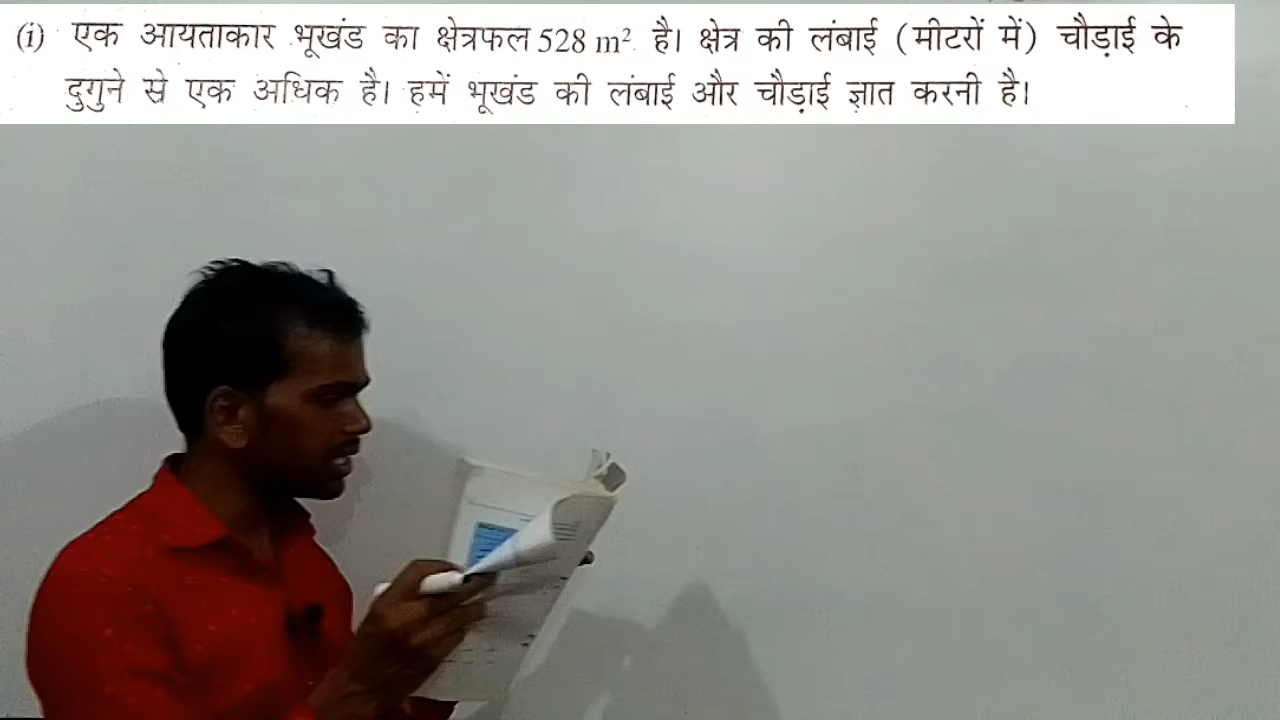 (i) एक आयताकार भूखंड का क्षेत्रफल 528 m² है। क्षेत्र की लंबाई (मीटरों में) चौड़ाई के
दुगुने से एक अधिक है। हमें भूखंड की लंबाई और चौड़ाई ज्ञात करनी है।